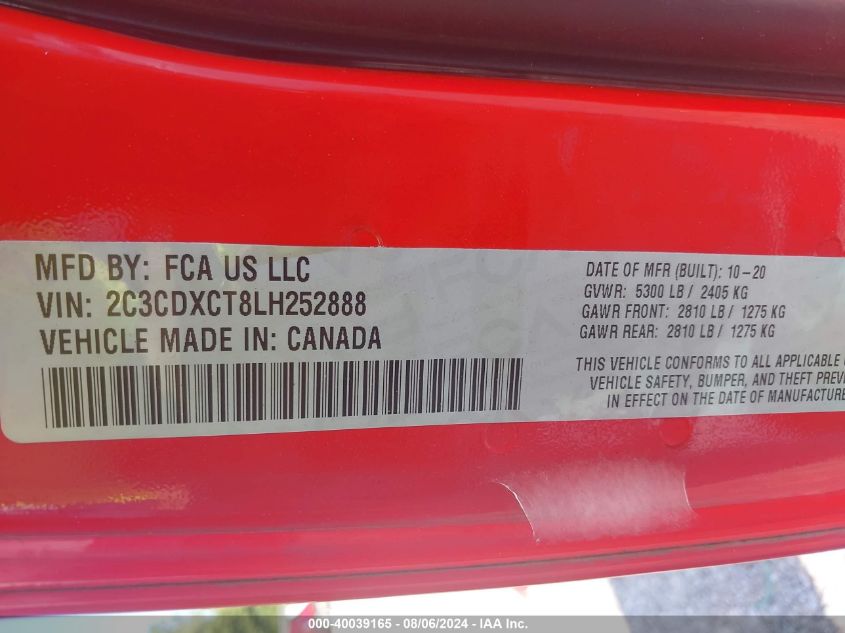 MFD BY: FCA US LLC
VIN: 2C3CDXCT8LH252888
VEHICLE MADE IN: CANADA
DATE OF MFR (BUILT): 10-20
GVWR: 5300 LB / 2405 KG
GAWR FRONT: 2810 LB / 1275 KG
GAWR REAR: 2810 LB / 1275 KG
THIS VEHICLE CONFORMS TO ALL APPLICABLE
VEHICLE SAFETY, BUMPER, AND THEFT PREV
IN EFFECT ON THE DATE OF MANUFACTURE
000-40039165 - 08/06/2024 - IAA Inc.